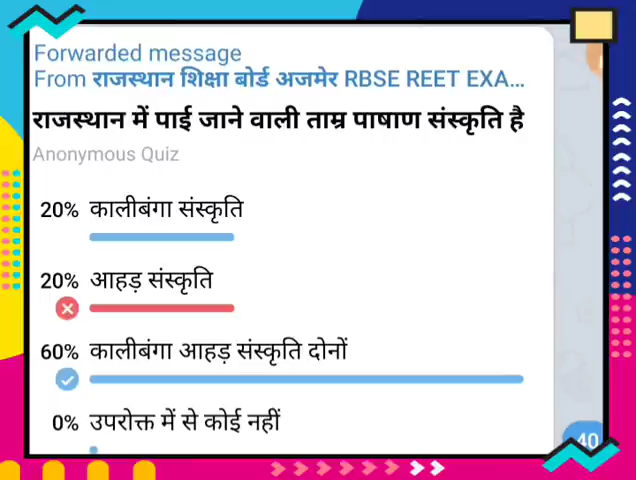 Forwarded message
From राजस्थान शिक्षा बोर्ड अजमेर RBSE REET EXA...
राजस्थान में पाई जाने वाली ताम्र पाषाण संस्कृति है
Anonymous Quiz
20% कालीबंगा संस्कृति
20% आहड़ संस्कृति
60% कालीबंगा आहड़ संस्कृति दोनों
0% उपरोक्त में से कोई नहीं
40